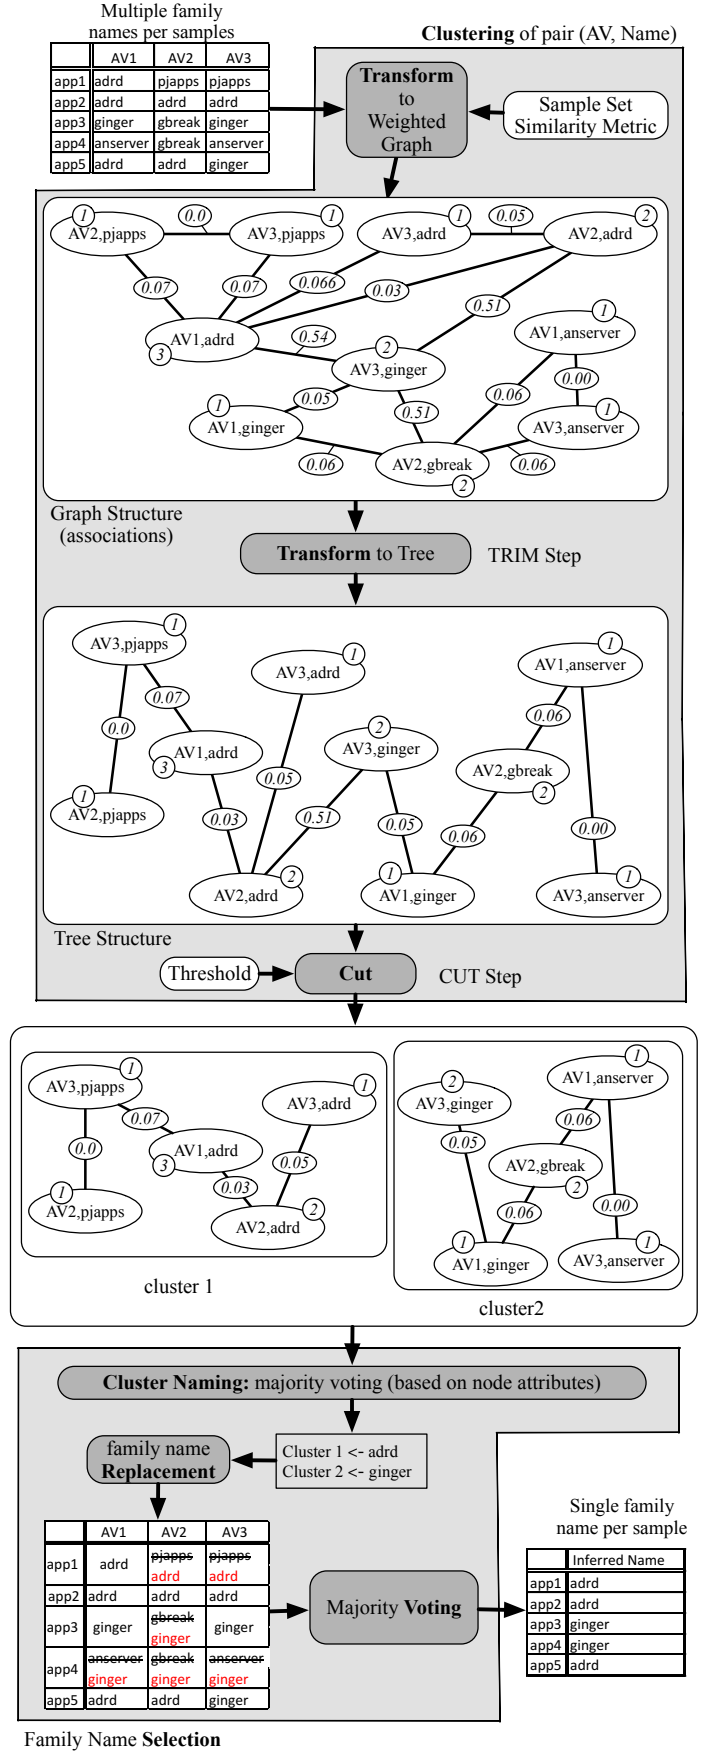 Multiple family
names per samples
Clustering of pair (AV, Name)
AV1 AV2 AV3
app1 adrd pjapps pjapps
app2 adrd adrd adrd
app3 ginger gbreak ginger
app4 anserver gbreak anserver
app5 adrd adrd ginger
Transform
to
Weighted
Graph
Sample Set
Similarity Metric
1 0.0 1 1 0.05 2
AV2,pjapps AV3,pjapps AV3,adrd AV2,adrd
0.07 0.07 0.066 0.03
0.51
1
AV1,adrd 0.54 AV1,anserver
3 2
AV3,ginger
0.00
0.05 0.06
1 0.51 1
AV1,ginger AV3,anserver
0.06 AV2,gbreak 0.06
2
Graph Structure
(associations)
Transform to Tree
TRIM Step
1
AV3,pjapps
1
AV3,adrd
1
AV1,anserver
0.07
0.0
0.06
2
AV1,adrd AV3,ginger
3
AV2,gbreak
0.05
2
1
AV2,pjapps
0.03 0.51 0.05 0.06 0.00
2 1 1
AV2,adrd AV1,ginger AV3,anserver
Tree Structure
Threshold
Cut
CUT Step
1
AV3,pjapps
1
AV3,adrd
0.07
0.0
AV1,adrd
3
0.05
0.03
1
AV2,pjapps
2
AV2,adrd
cluster 1
1
AV1,anserver
2
AV3,ginger
0.06
0.05
AV2,gbreak
2
0.06 0.00
1 1
AV1,ginger AV3,anserver
cluster2
Cluster Naming: majority voting (based on node attributes)
family name
Replacement
Cluster 1 <- adrd
Cluster 2 <- ginger
AV1 AV2 AV3
app1 adrd pjapps pjapps
adrd adrd
app2 adrd adrd adrd
app3 ginger gbreak ginger
ginger
app4 anserver gbreak anserver
ginger ginger ginger
app5 adrd adrd ginger
Majority Voting
Single family
name per sample
Inferred Name
app1 adrd
app2 adrd
app3 ginger
app4 ginger
app5 adrd
Family Name Selection